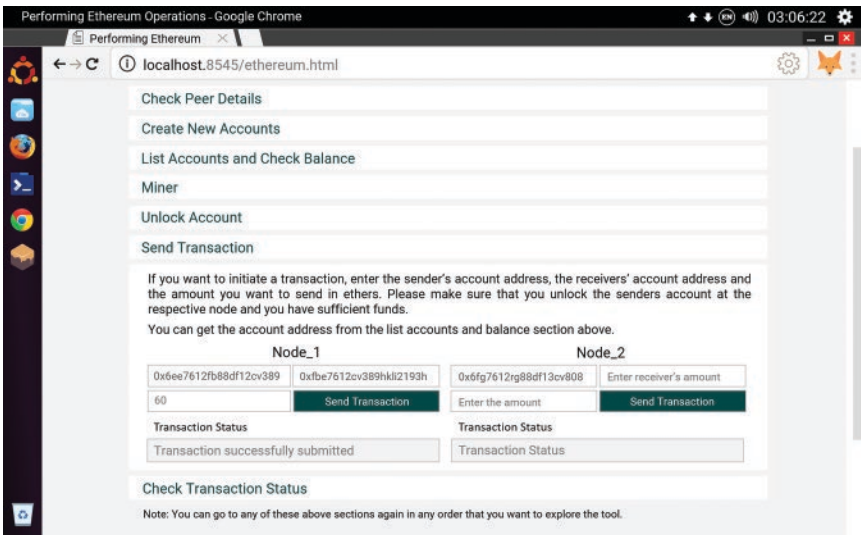 Performing Ethereum Operations - Google Chrome
EN 03:06:22
Performing Ethereum
localhost.8545/ethereum.html
Check Peer Details
Create New Accounts
List Accounts and Check Balance
Miner
Unlock Account
Send Transaction
If you want to initiate a transaction, enter the sender's account address, the receivers' account address and
the amount you want to send in ethers. Please make sure that you unlock the senders account at the
respective node and you have sufficient funds.
You can get the account address from the list accounts and balance section above.
Node_1 Node_2
0x6ee7612fb88df12cv389 0xfbe7612cv389hkli2193h 0x6fg7612rg88df13cv808 Enter receiver's amount
60 Send Transaction Enter the amount Send Transaction
Transaction Status Transaction Status
Transaction successfully submitted Transaction Status
Check Transaction Status
Note: You can go to any of these above sections again in any order that you want to explore the tool.